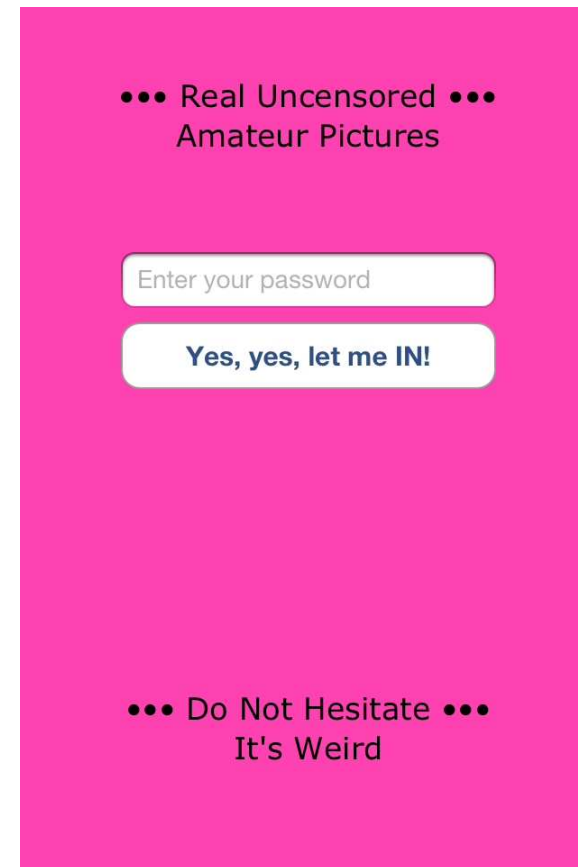 ••• Real Uncensored •••
Amateur Pictures
Enter your password
Yes, yes, let me IN!
••• Do Not Hesitate •••
It's Weird